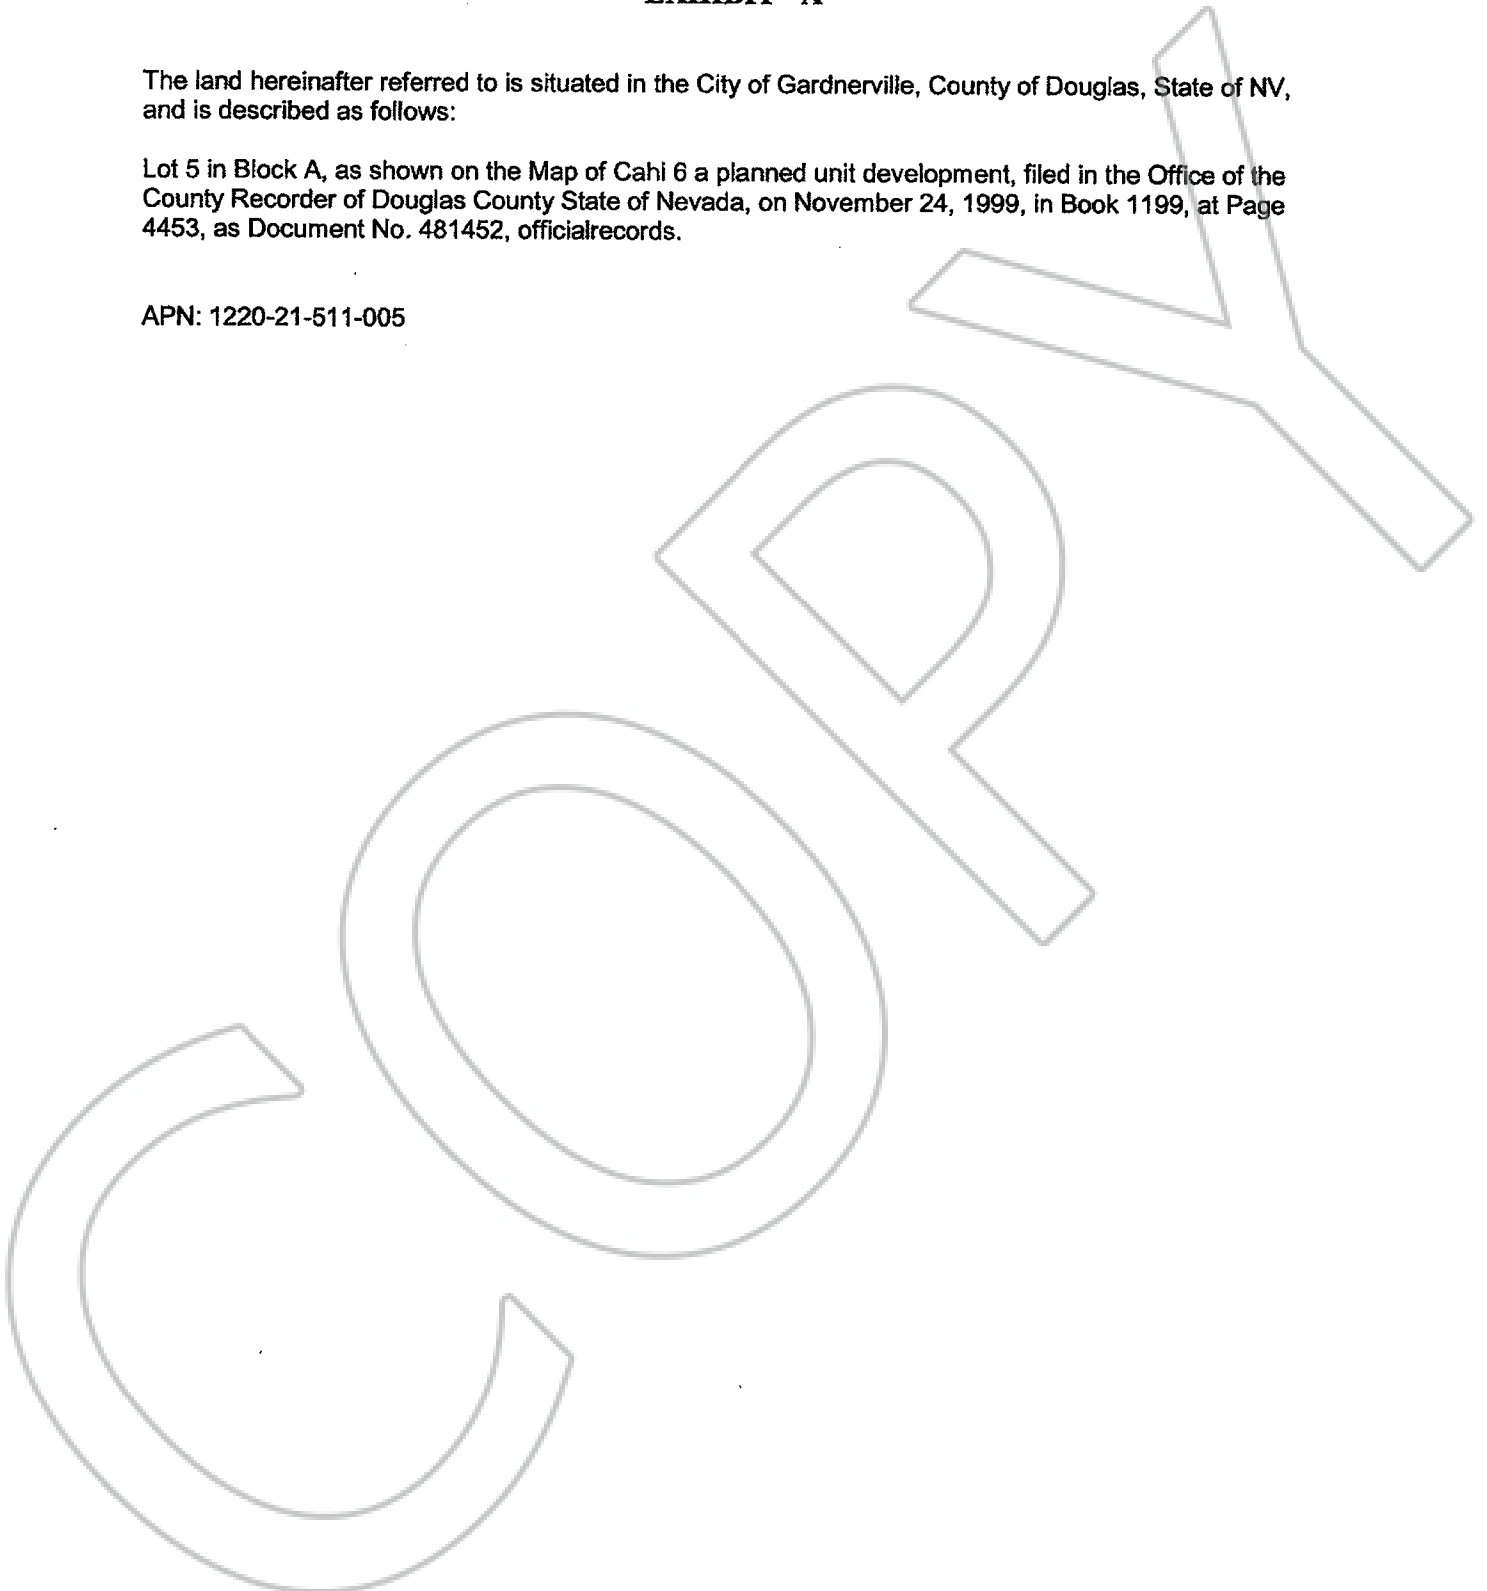 The land hereinafter referred to is situated in the City of Gardnerville, County of Douglas, State of NV,
and is described as follows:
Lot 5 in Block A, as shown on the Map of Cahi 6 a planned unit development, filed in the Office of the
County Recorder of Douglas County State of Nevada, on November 24, 1999, in Book 1199, at Page
4453, as Document No. 481452, officialrecords.
APN: 1220-21-511-005
COPY